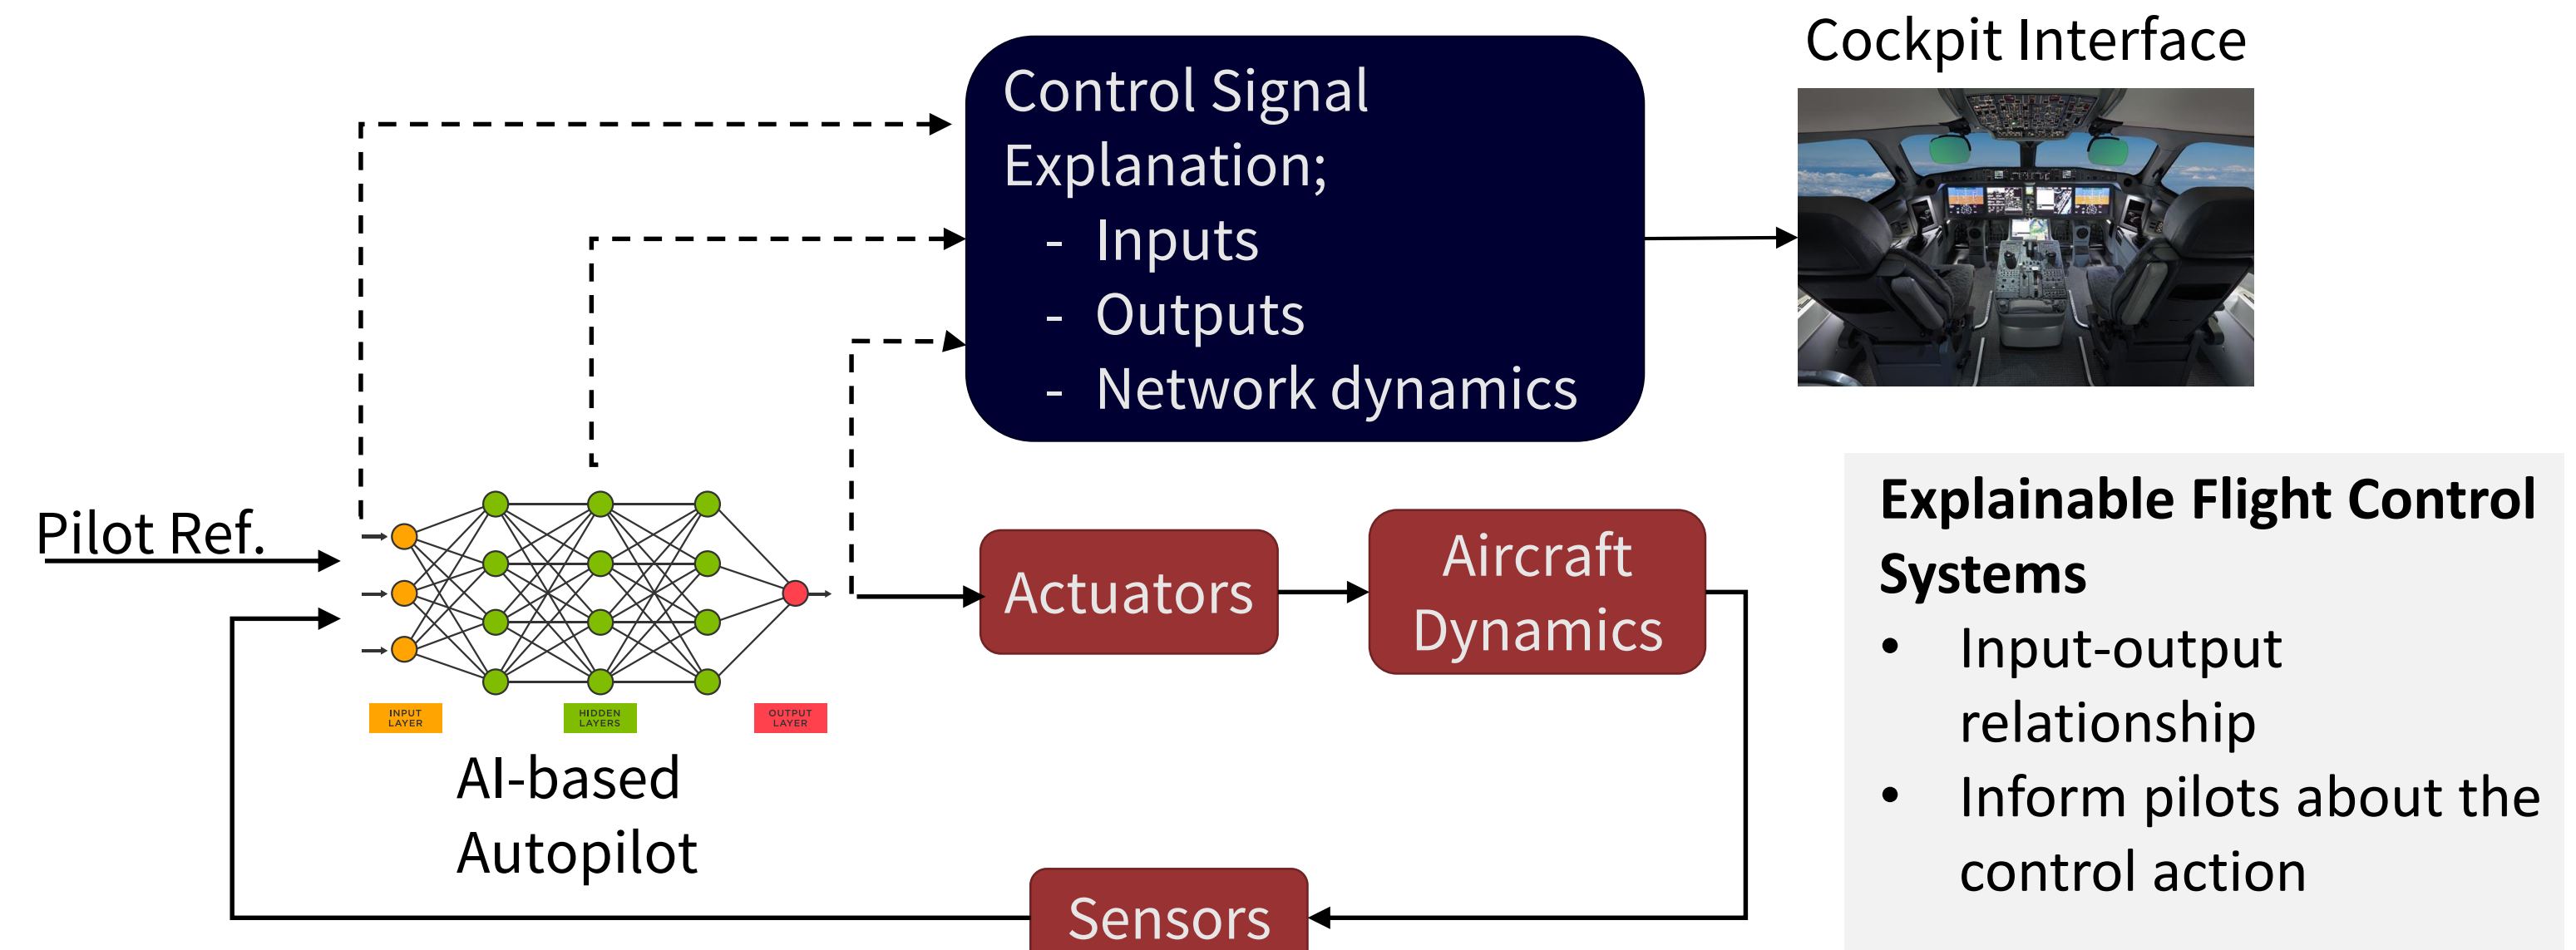 Cockpit Interface
Control Signal
Explanation;
- Inputs
- Outputs
- Network dynamics
Pilot Ref.
INPUT
LAYER
HIDDEN
LAYERS
OUTPUT
LAYER
AI-based
Autopilot
Actuators
Aircraft
Dynamics
Sensors
Explainable Flight Control
Systems
• Input-output
relationship
• Inform pilots about the
control action